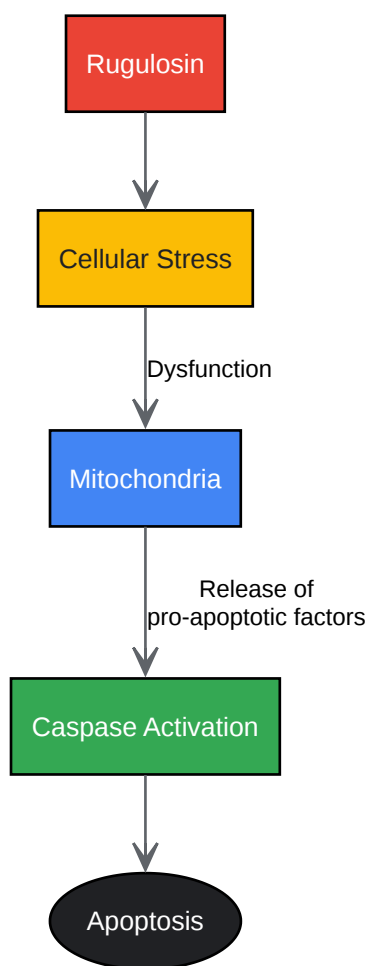 Rugulosin
Cellular Stress
Dysfunction
Mitochondria
Release of
pro-apoptotic factors
Caspase Activation
Apoptosis